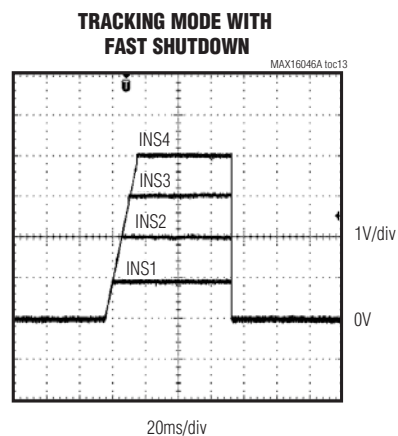 TRACKING MODE WITH
FAST SHUTDOWN
MAX16046A toc13
INS4
INS3
INS2
INS1
1V/div
0V
20ms/div